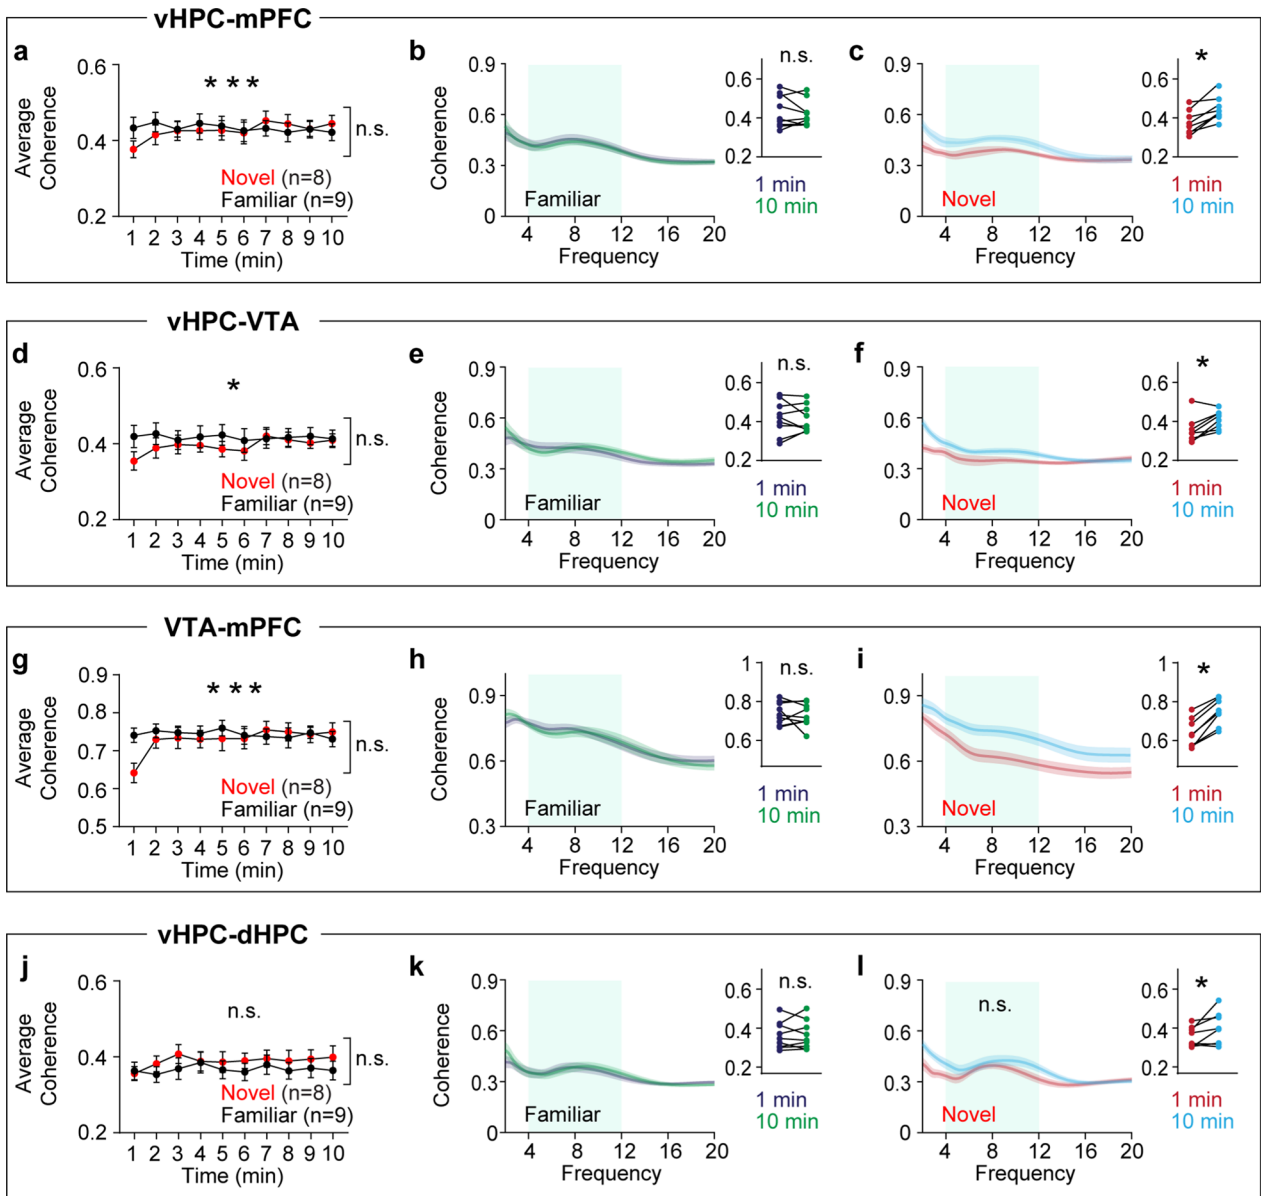 vHPC-mPFC
a
Average
Coherence
0.6
0.4
0.2
* * *
n.s.
Novel (n=8)
Familiar (n=9)
1 2 3 4 5 6 7 8 9 10
Time (min)
b
Coherence
0.9
0.6
0.3
0
Familiar
4 8 12 16 20
Frequency
n.s.
0.6
0.4
0.2
1 min
10 min
c
0.9
0.6
0.3
0
Novel
4 8 12 16 20
Frequency
*
0.6
0.4
0.2
1 min
10 min
vHPC-VTA
d
Average
Coherence
0.6
0.4
0.2
*
n.s.
Novel (n=8)
Familiar (n=9)
1 2 3 4 5 6 7 8 9 10
Time (min)
e
Coherence
0.9
0.6
0.3
0
Familiar
4 8 12 16 20
Frequency
n.s.
0.6
0.4
0.2
1 min
10 min
f
0.9
0.6
0.3
0
Novel
4 8 12 16 20
Frequency
*
0.6
0.4
0.2
1 min
10 min
VTA-mPFC
g
Average
Coherence
0.9
0.8
0.7
0.6
0.5
* * *
n.s.
Novel (n=8)
Familiar (n=9)
1 2 3 4 5 6 7 8 9 10
Time (min)
h
Coherence
0.9
0.6
0.3
Familiar
4 8 12 16 20
Frequency
n.s.
1
0.8
0.6
1 min
10 min
i
0.9
0.6
0.3
Novel
4 8 12 16 20
Frequency
*
1
0.8
0.6
1 min
10 min
vHPC-dHPC
j
Average
Coherence
0.6
0.4
0.2
n.s.
n.s.
Novel (n=8)
Familiar (n=9)
1 2 3 4 5 6 7 8 9 10
Time (min)
k
Coherence
0.9
0.6
0.3
0
Familiar
4 8 12 16 20
Frequency
n.s.
0.6
0.4
0.2
1 min
10 min
l
0.9
0.6
0.3
0
n.s.
Novel
4 8 12 16 20
Frequency
*
0.6
0.4
0.2
1 min
10 min